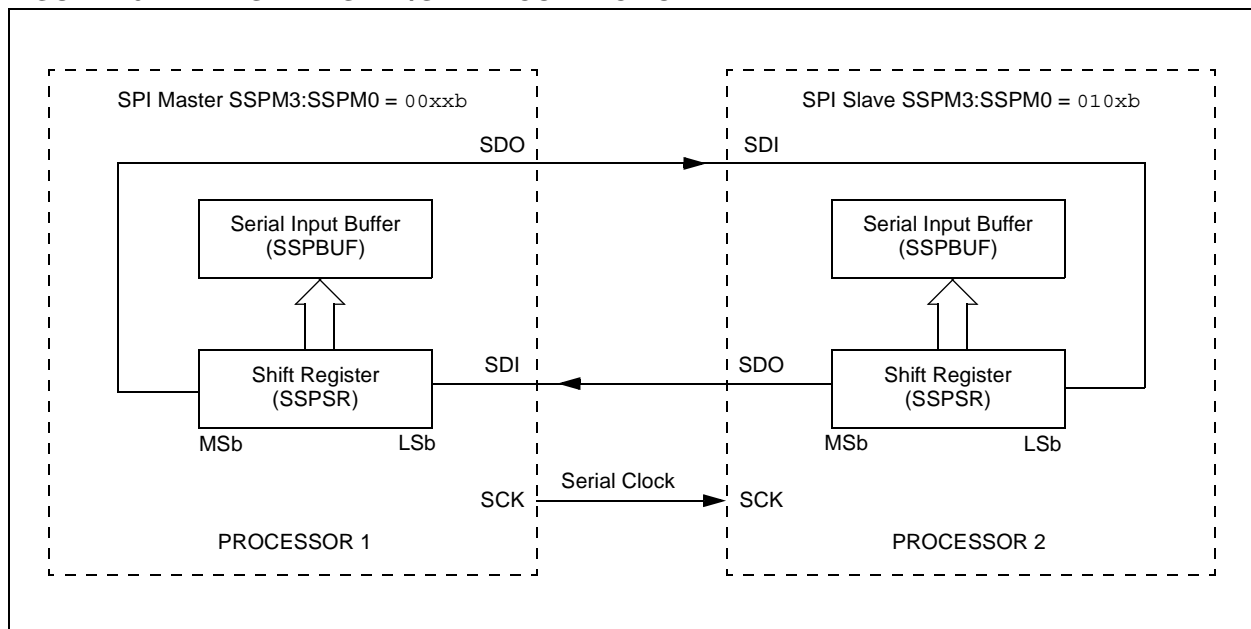 SPI Master SSPM3:SSPM0 = 00xxb
SDO
Serial Input Buffer
(SSPBUF)
Shift Register
(SSPSR)
MSb
LSb
SDI
SCK
PROCESSOR 1
Serial Clock
SPI Slave SSPM3:SSPM0 = 010xb
SDI
Serial Input Buffer
(SSPBUF)
SDO
Shift Register
(SSPSR)
MSb
LSb
SCK
PROCESSOR 2